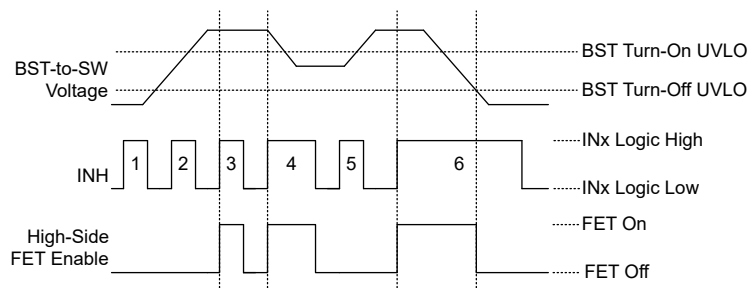 BST-to-SW
Voltage
BST Turn-On UVLO
BST Turn-Off UVLO
INH
1
2
3
4
5
6
INx Logic High
INx Logic Low
High-Side
FET Enable
FET On
FET Off